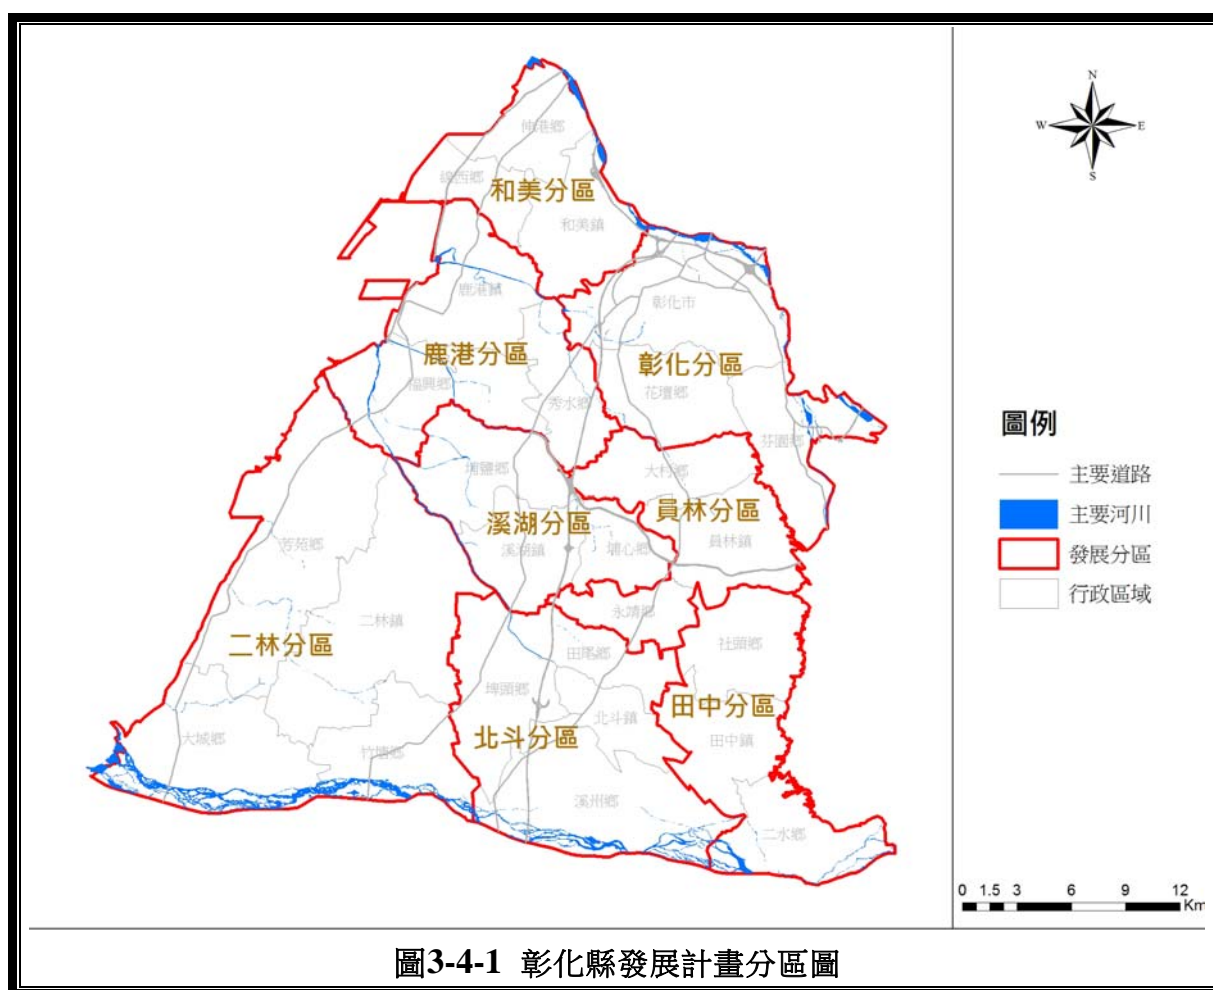 N
W
E
S
伸港鄉
線西鄉
和美分區
和美鎮
鹿港鎮
彰化市
鹿港分區
彰化分區
福興鄉
秀水鄉
花壇鄉
芬園鄉
埔鹽鄉
大村鄉
溪湖分區
員林分區
溪湖鎮
埔心鄉
員林鎮
芳苑鄉
二林鎮
永靖鄉
二林分區
社頭鄉
田尾鄉
埤頭鄉
田中分區
北斗鎮
北斗分區
田中鎮
大城鄉
竹塘鄉
溪州鄉
二水鄉
圖例
主要道路
主要河川
發展分區
行政區域
0 1.5 3 6 9 12
Km
圖3-4-1 彰化縣發展計畫分區圖